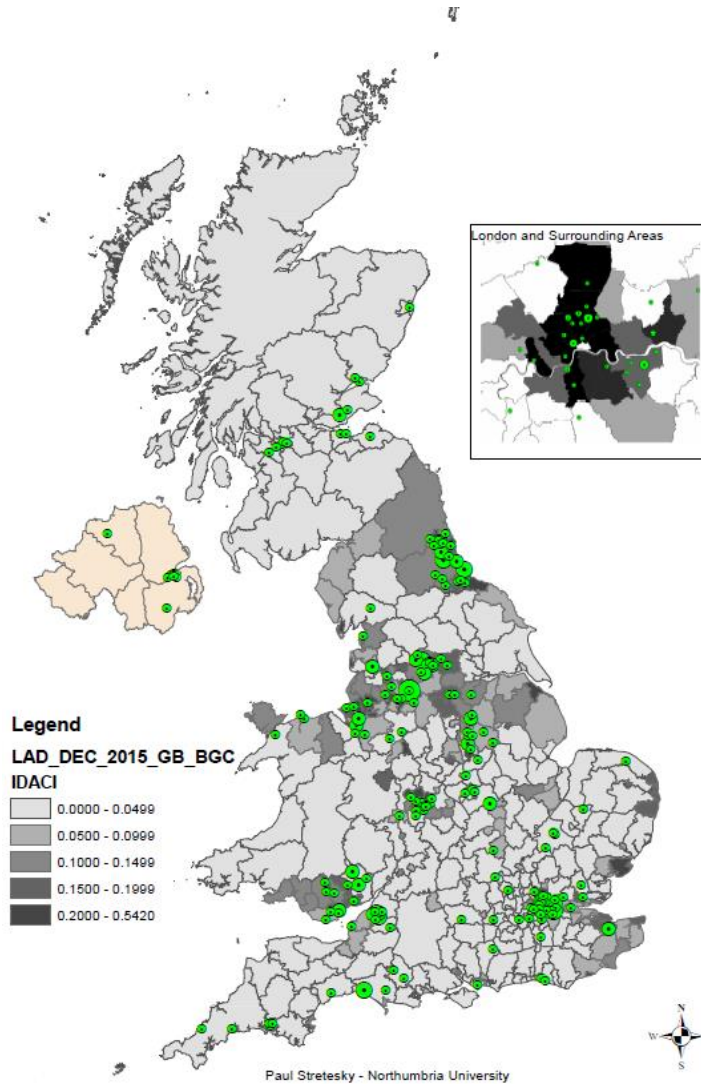 London and Surrounding Areas
Legend
LAD_DEC_2015_GB_BGC
IDACI
0.0000 - 0.0499
0.0500 - 0.0999
0.1000 - 0.1499
0.1500 - 0.1999
0.2000 - 0.5420
N
W E
S
Paul Stretesky - Northumbria University